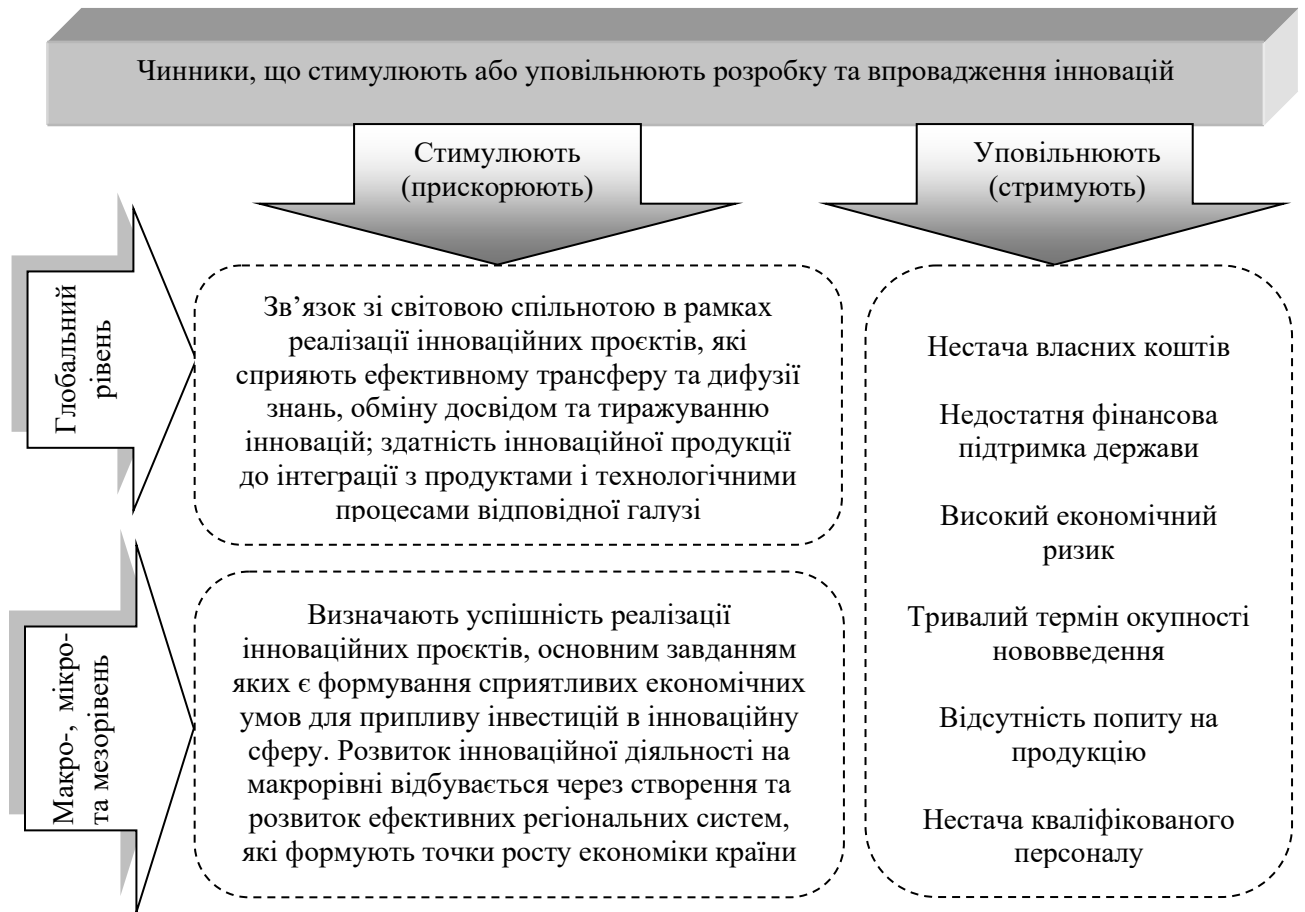 Чинники, що стимулюють або уповільнюють розробку та впровадження інновацій
Стимулюють
(прискорюють)
Уповільнюють
(стримують)
Глобальний
рівень
Зв’язок зі світовою спільнотою в рамках
реалізації інноваційних проєктів, які
сприяють ефективному трансферу та дифузії
знань, обміну досвідом та тиражуванню
інновацій; здатність інноваційної продукції
до інтеграції з продуктами і технологічними
процесами відповідної галузі
Макро-, мікро-
та мезорівень
Визначають успішність реалізації
інноваційних проєктів, основним завданням
яких є формування сприятливих економічних
умов для припливу інвестицій в інноваційну
сферу. Розвиток інноваційної діяльності на
макрорівні відбувається через створення та
розвиток ефективних регіональних систем,
які формують точки росту економіки країни
Нестача власних коштів
Недостатня фінансова
підтримка держави
Високий економічний
ризик
Тривалий термін окупності
нововведення
Відсутність попиту на
продукцію
Нестача кваліфікованого
персоналу